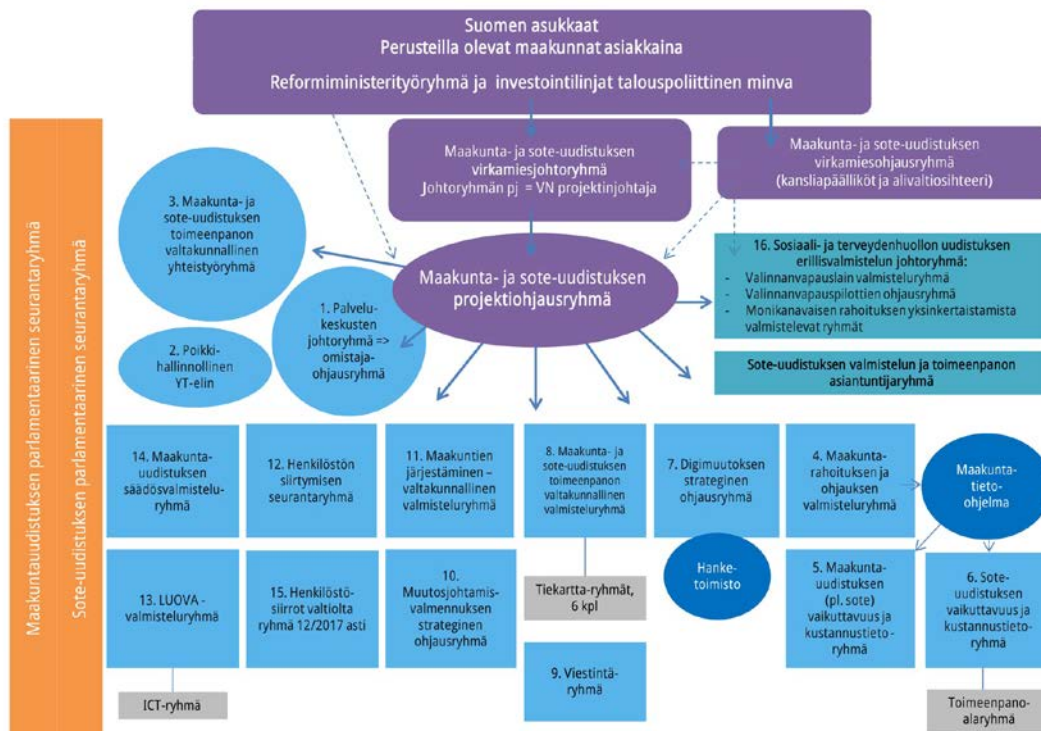 Suomen asukkaat
Perusteilla olevat maakunnat asiakkaina
Reformiministerityöryhmä ja investointilinjat talouspoliittinen minva
Maakuntauudistuksen parlamentaarinen seurantaryhmä
Sote-uudistuksen parlamentaarinen seurantaryhmä
Maakunta- ja sote-uudistuksen
virkamiesjohtoryhmä
Johtoryhmän pj = VN projektinjohtaja
Maakunta- ja sote-uudistuksen
virkamiesohjausryhmä
(kansliapäälliköt ja alivaltiosihteeri)
3. Maakunta- ja
sote-uudistuksen
toimeenpanon
valtakunnallinen
yhteistyöryhmä
Maakunta- ja sote-uudistuksen
projektiohjausryhmä
16. Sosiaali- ja terveydenhuollon uudistuksen
erillisvalmistelun johtoryhmä:
- Valinnanvapauslain valmisteluryhmä
- Valinnanvapauspilottien ohjausryhmä
- Monikanavaisen rahoituksen yksinkertaistamista
valmistelevat ryhmät
1. Palvelu-
keskusten
johtoryhmä =>
omistaja-
ohjausryhmä
2. Poikki-
hallinnollinen
YT-elin
Sote-uudistuksen valmistelun ja toimeenpanon
asiantuntijaryhmä
14. Maakunta-
uudistuksen
säädösvalmistelu-
ryhmä
12. Henkilöstön
siirtymisen
seurantaryhmä
11. Maakuntien
järjestäminen –
valtakunnallinen
valmisteluryhmä
8. Maakunta- ja
sote-uudistuksen
toimeenpanon
valtakunnallinen
valmisteluryhmä
7. Digimuutoksen
strateginen
ohjausryhmä
4. Maakunta-
rahoituksen ja
ohjauksen
valmisteluryhmä
Maakunta-
tieto-
ohjelma
13. LUOVA -
valmisteluryhmä
15. Henkilöstö-
siirrot valtiolta
ryhmä 12/2017 asti
10.
Muutosjohtamis-
valmennuksen
strateginen
ohjausryhmä
Tiekartta-ryhmät,
6 kpl
Hanke-
toimisto
5. Maakunta-
uudistuksen
(pl. sote)
vaikuttavuus ja
kustannustieto-
ryhmä
6. Sote-
uudistuksen
vaikuttavuus ja
kustannustieto-
ryhmä
9. Viestintä-
ryhmä
ICT-ryhmä
Toimeenpano-
alaryhmä